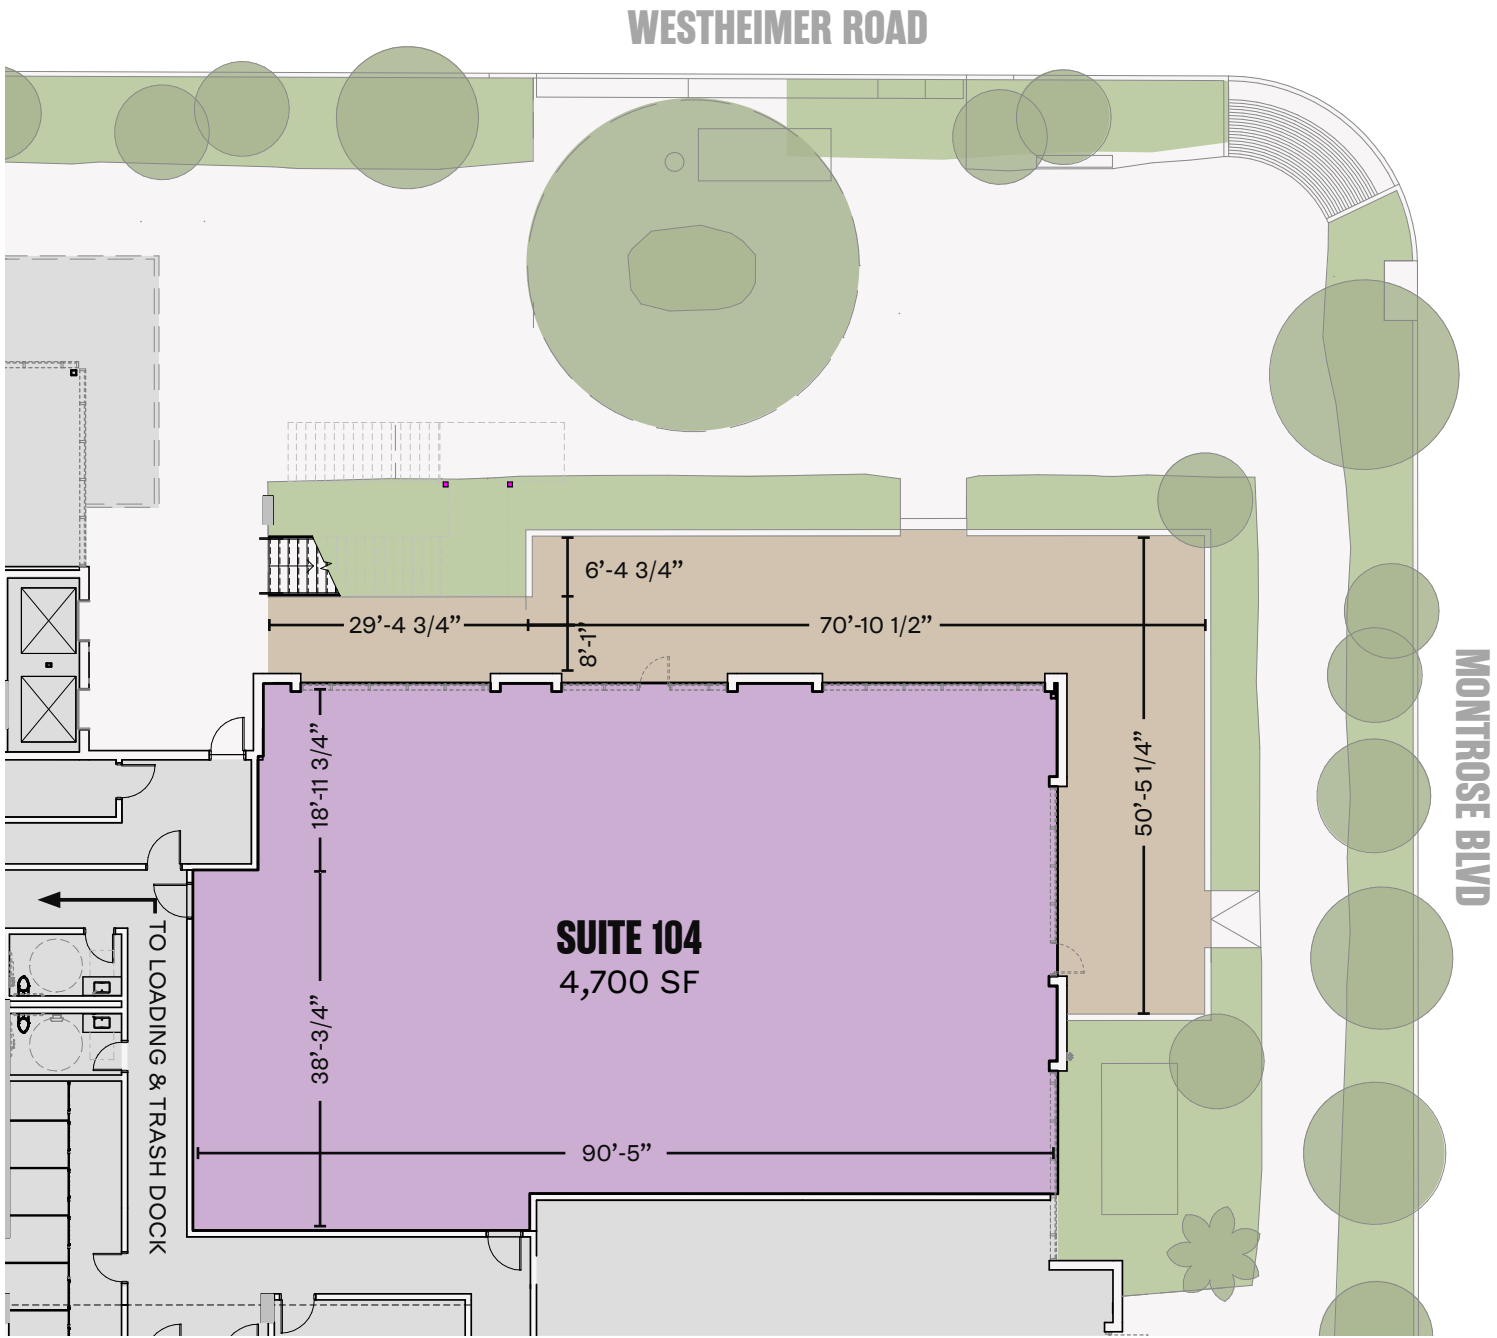 WESTHEIMER ROAD
6’-4 3/4”
29’-4 3/4”
8’-1”
70’-10 1/2”
MONTROSE BLVD
18’-11 3/4”
50’-5 1/4”
SUITE 104
4,700 SF
TO LOADING & TRASH DOCK
38’-3/4”
90’-5”